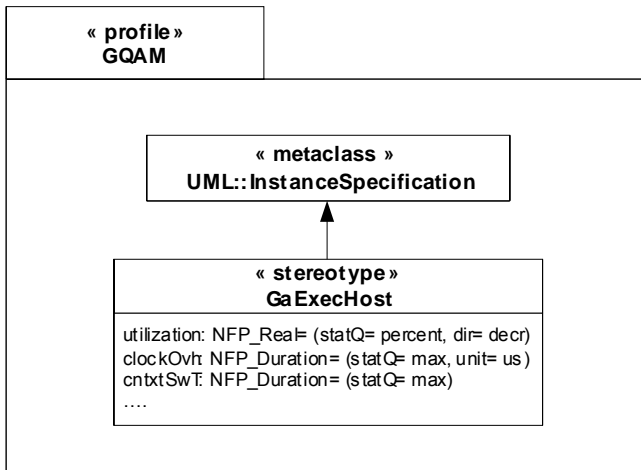 « profile»
GQAM
« metaclass »
UML::InstanceSpecification
« stereotype»
GaExecHost
utilization: NFP_Real= (statQ= percent, dir= decr)
clockOvh: NFP_Duration= (statQ= max, unit= us)
cntxtSwT: NFP_Duration= (statQ= max)
....